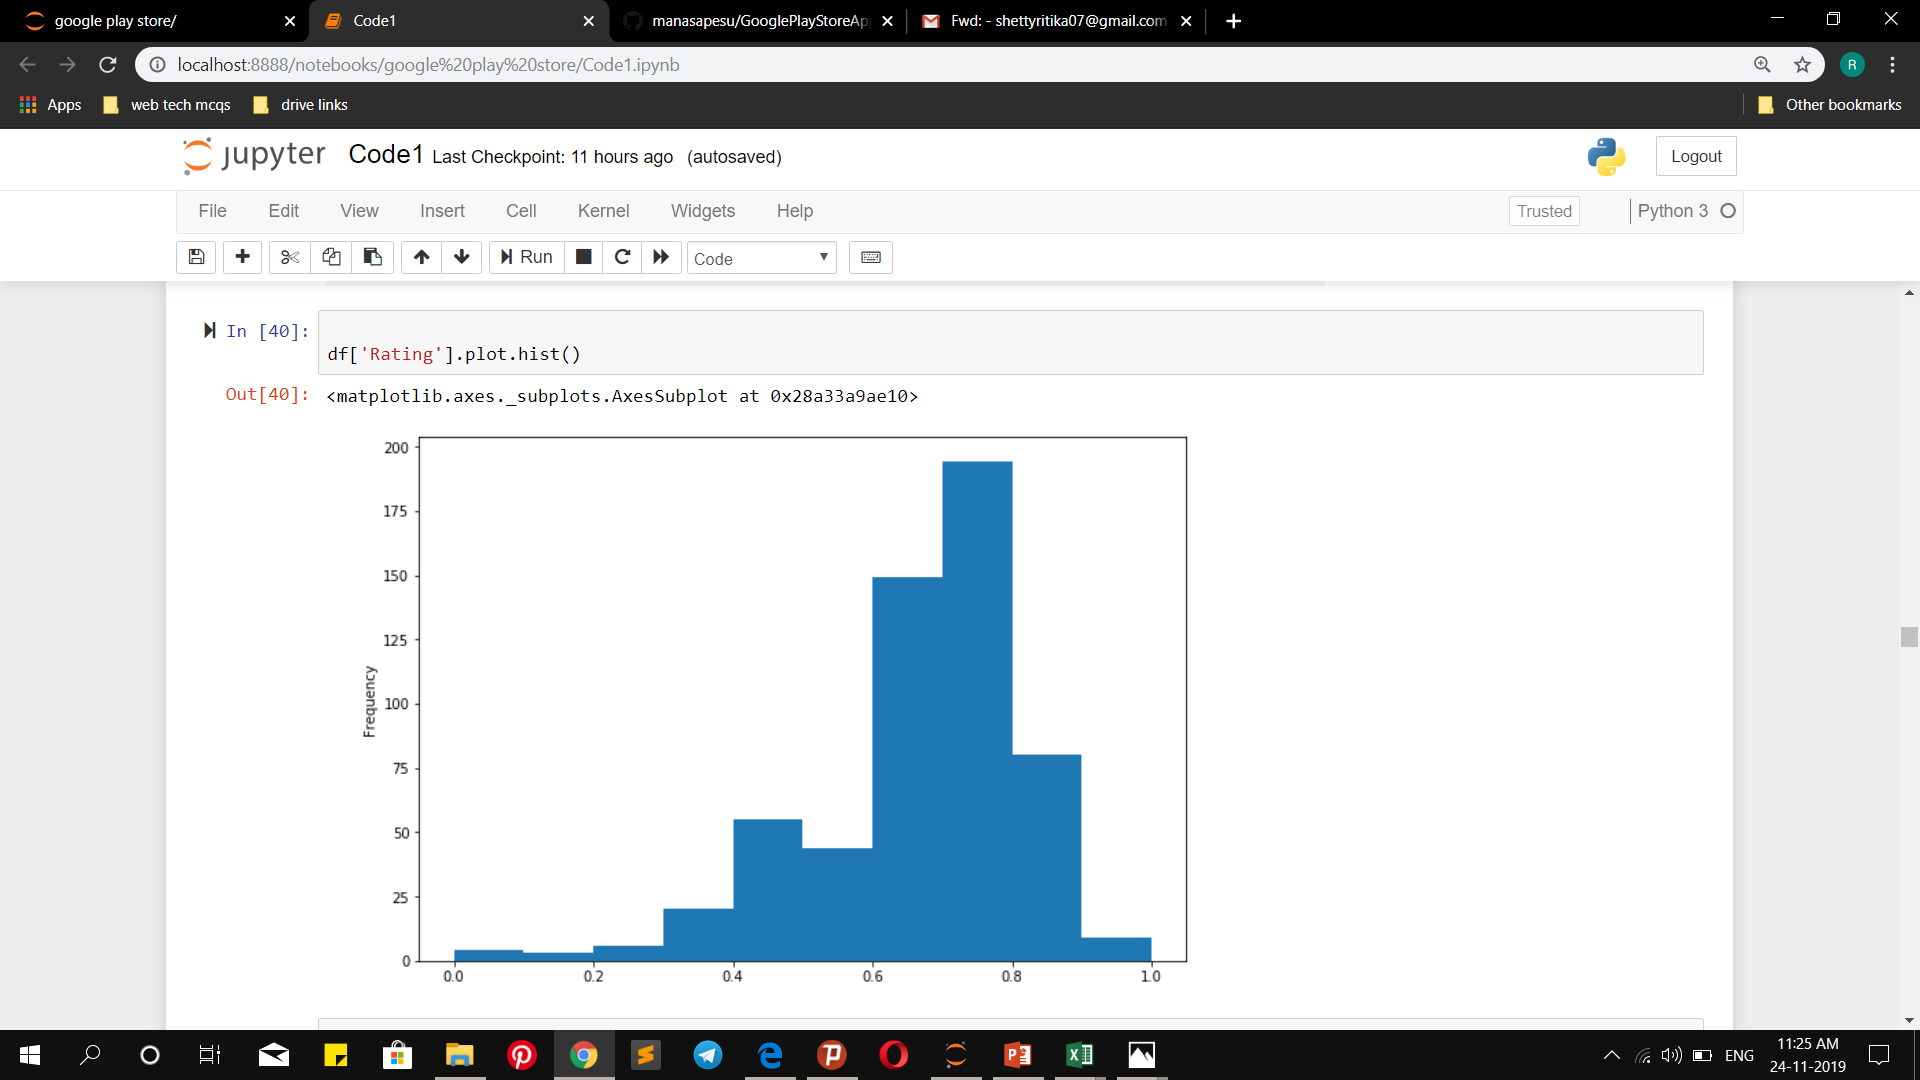 google play store/
Code1
manasapesu/GooglePlayStoreAp
Fwd: - shettyritika07@gmail.com
localhost:8888/notebooks/google%20play%20store/Code1.ipynb
R
Apps
web tech mcqs
drive links
Other bookmarks
jupyter
Code1 Last Checkpoint: 11 hours ago (autosaved)
Logout
File Edit View Insert Cell Kernel Widgets Help
Trusted
Python 3
Run
Code
In [40]:
df['Rating'].plot.hist()
Out[40]:
<matplotlib.axes._subplots.AxesSubplot at 0x28a33a9ae10>
200
175
150
125
100
75
50
25
0
Frequency
0.0 0.2 0.4 0.6 0.8 1.0
ENG
11:25 AM
24-11-2019